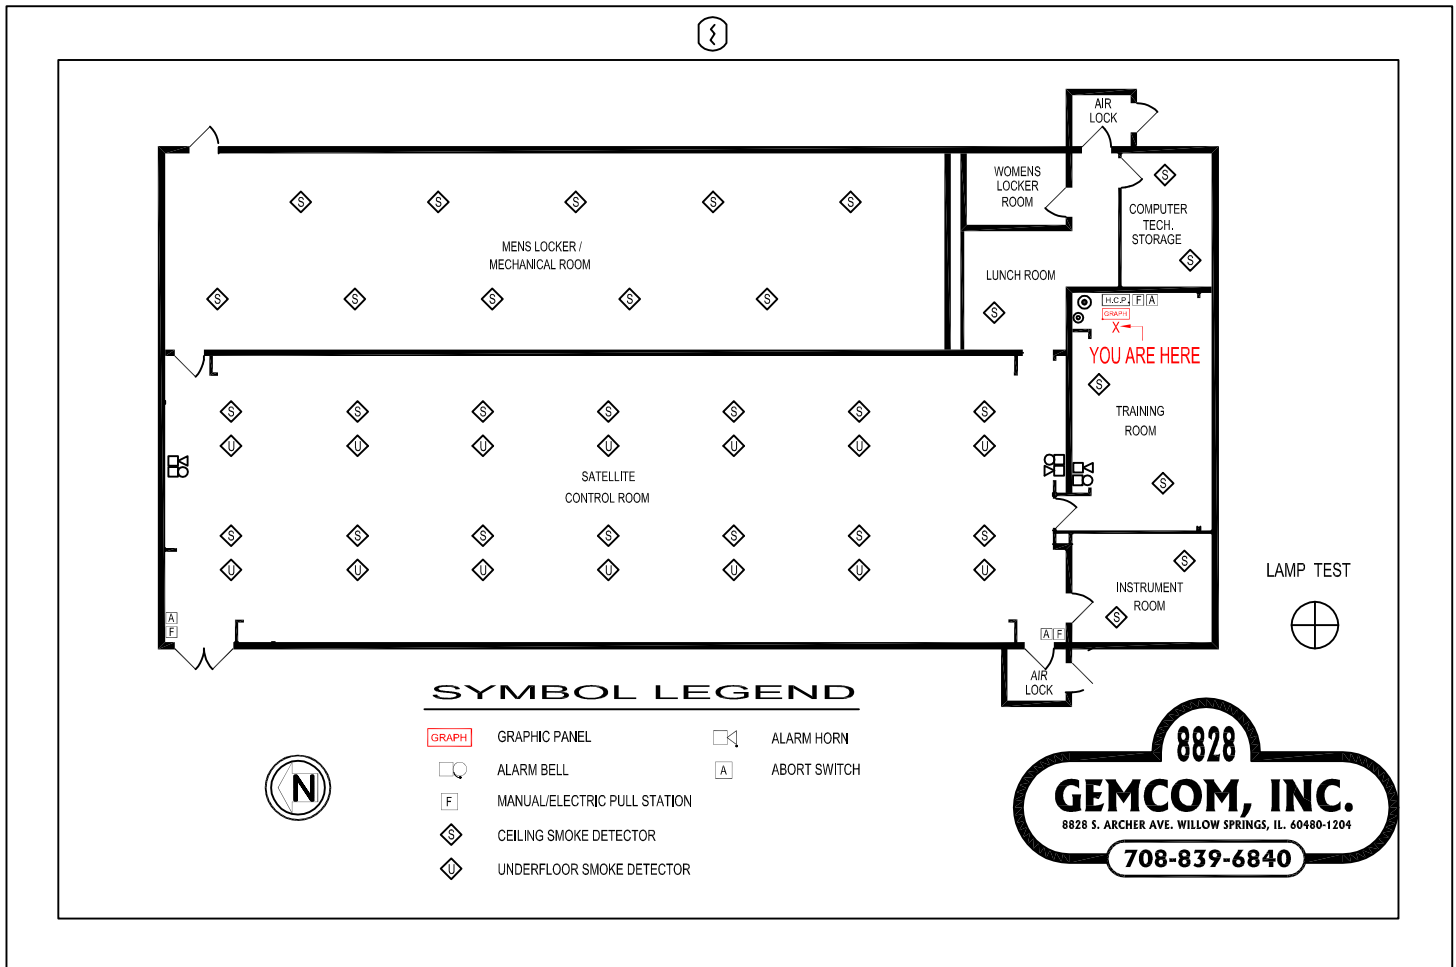 AIR
LOCK
WOMENS
LOCKER
ROOM
S
COMPUTER
TECH.
STORAGE
S
S
S
S
S
S
MENS LOCKER /
MECHANICAL ROOM
S
S
S
S
S
LUNCH ROOM
S
H.C.P.
F
A
GRAPH
X
YOU ARE HERE
S
TRAINING
ROOM
S
S
S
S
S
S
S
S
U
U
U
U
U
U
U
SATELLITE
CONTROL ROOM
S
S
S
S
S
S
S
U
U
U
U
U
U
U
S
INSTRUMENT
ROOM
S
A
F
A F
AIR
LOCK
LAMP TEST
SYMBOL LEGEND
GRAPH GRAPHIC PANEL
ALARM BELL
F MANUAL/ELECTRIC PULL STATION
S CEILING SMOKE DETECTOR
U UNDERFLOOR SMOKE DETECTOR
ALARM HORN
A ABORT SWITCH
N
8828
GEMCOM, INC.
8828 S. ARCHER AVE. WILLOW SPRINGS, IL. 60480-1204
708-839-6840